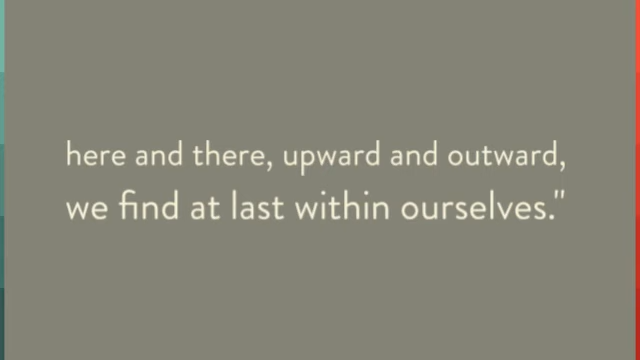 here and there, upward and outward,
we find at last within ourselves."